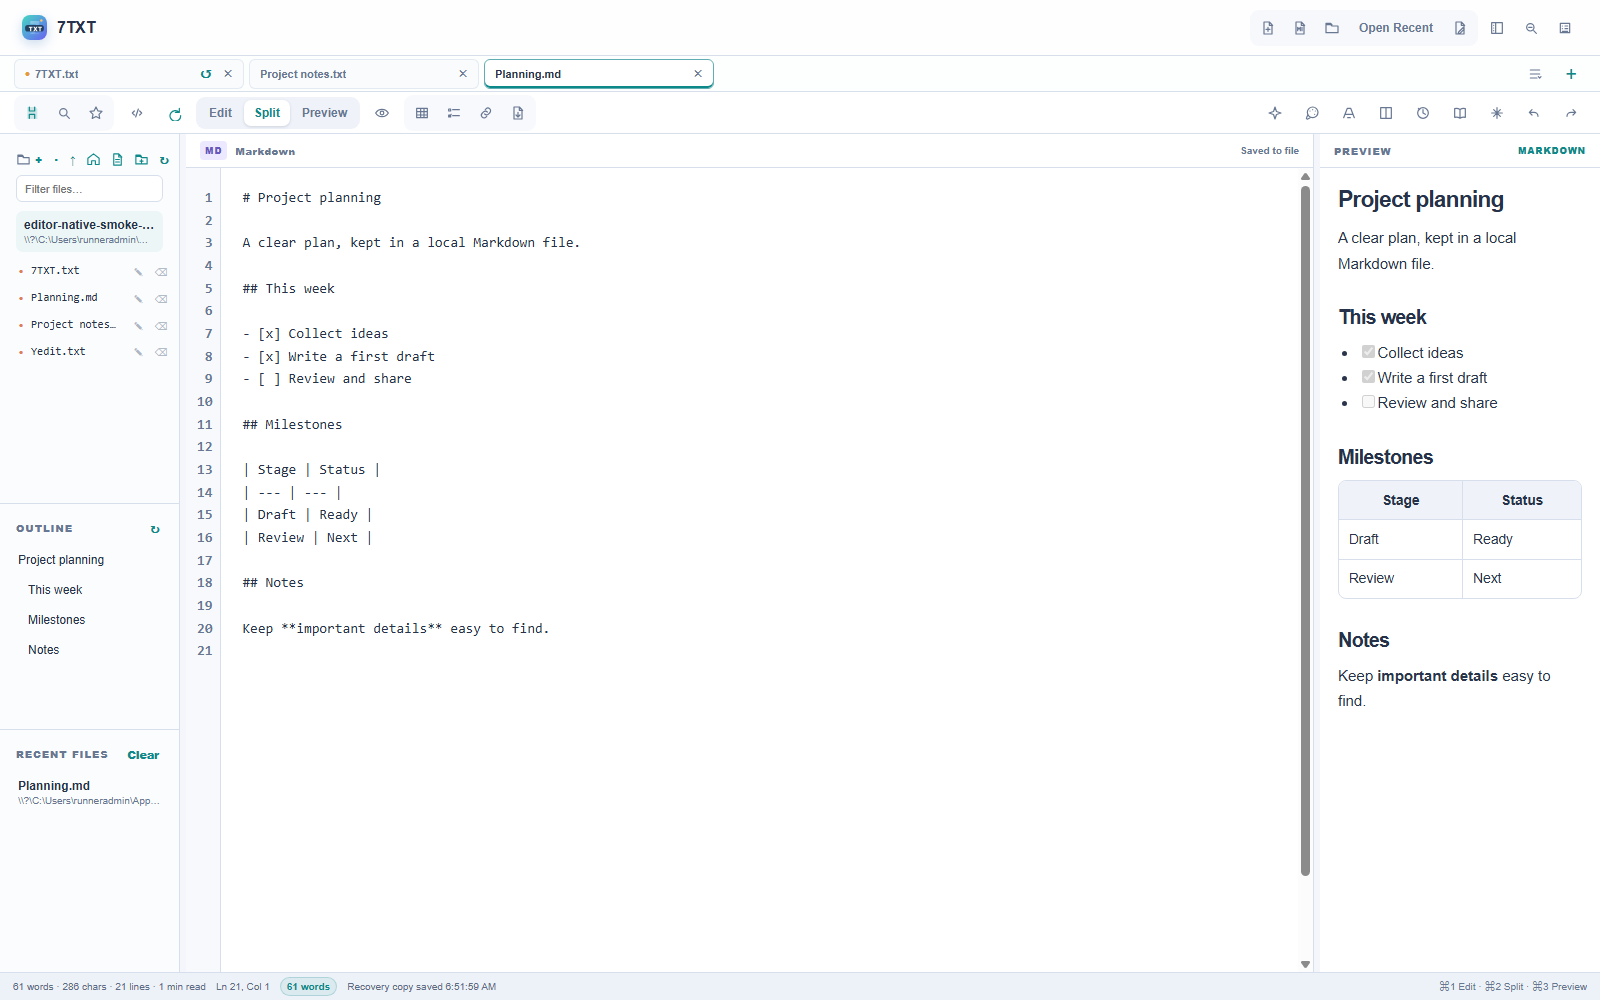 7TXT
Open Recent
7TXT.txt
Project notes.txt
Planning.md
Edit Split Preview
MD Markdown
Saved to file
PREVIEW
MARKDOWN
Filter files...
editor-native-smoke-...
\\?\C:\Users\runneradmin\...
7TXT.txt
Planning.md
Project notes…
Yedit.txt
OUTLINE
Project planning
This week
Milestones
Notes
RECENT FILES Clear
Planning.md
\\?\C:\Users\runneradmin\App...
1 # Project planning
2
3 A clear plan, kept in a local Markdown file.
4
5 ## This week
6
7 - [x] Collect ideas
8 - [x] Write a first draft
9 - [ ] Review and share
10
11 ## Milestones
12
13 | Stage | Status |
14 | --- | --- |
15 | Draft | Ready |
16 | Review | Next |
17
18 ## Notes
19
20 Keep **important details** easy to find.
21
Project planning
A clear plan, kept in a local
Markdown file.
This week
Collect ideas
Write a first draft
Review and share
Milestones
Stage Status
Draft Ready
Review Next
Notes
Keep important details easy to
find.
61 words · 286 chars · 21 lines · 1 min read Ln 21, Col 1 61 words Recovery copy saved 6:51:59 AM
⌘1 Edit · ⌘2 Split · ⌘3 Preview